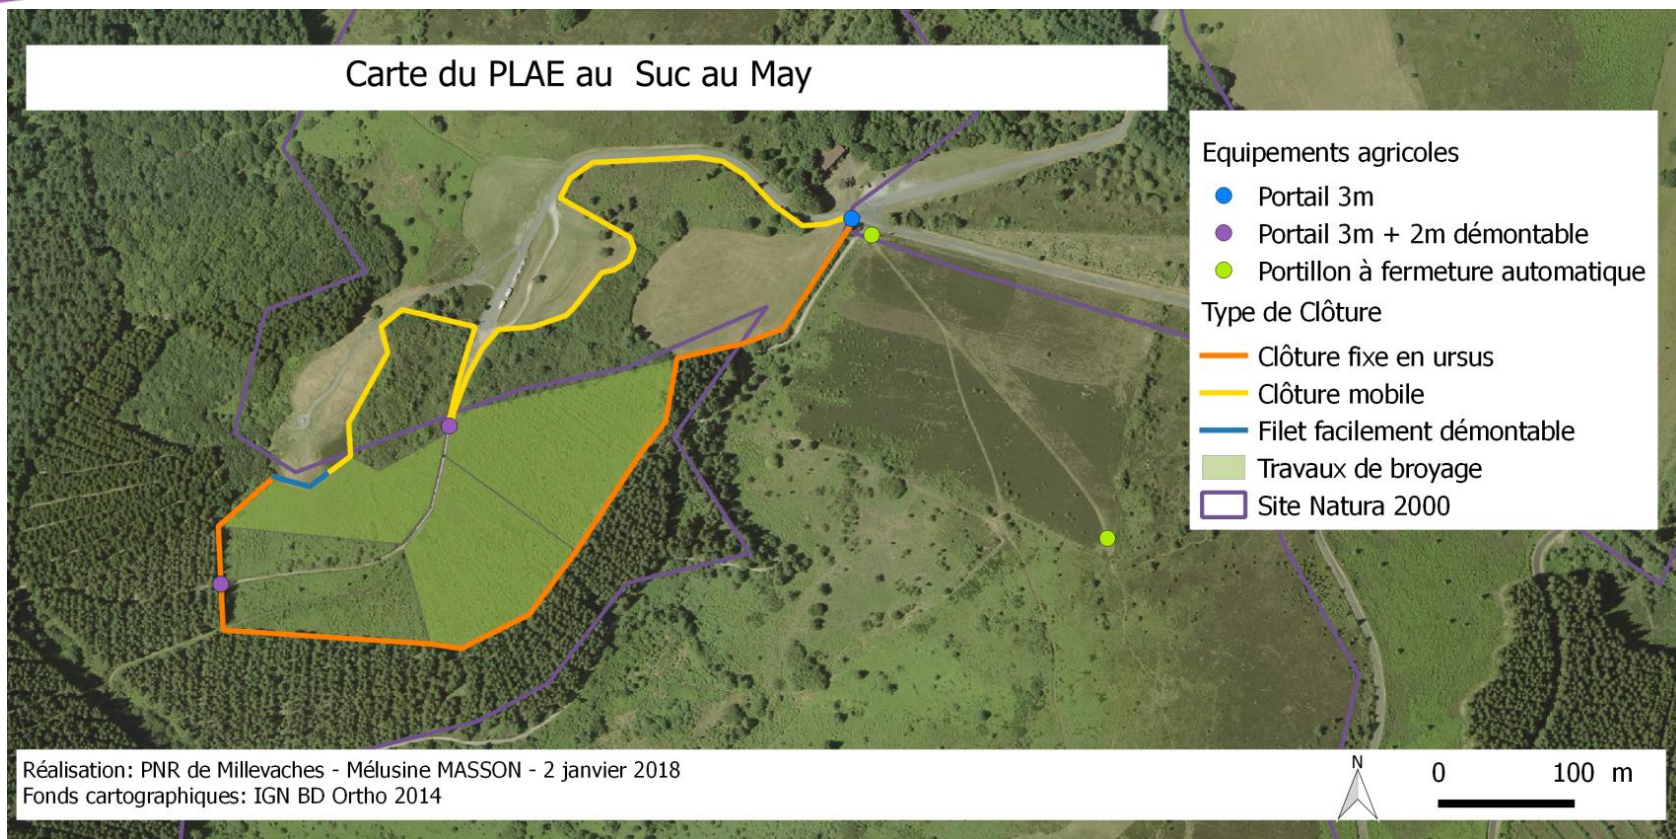 Carte du PLAE au Suc au May
Equipements agricoles
Portail 3m
Portail 3m + 2m démontable
Portillon à fermeture automatique
Type de Clôture
Clôture fixe en ursus
Clôture mobile
Filet facilement démontable
Travaux de broyage
Site Natura 2000
Réalisation: PNR de Millevaches - Mélusine MASSON - 2 janvier 2018
Fonds cartographiques: IGN BD Ortho 2014
N
0 100 m